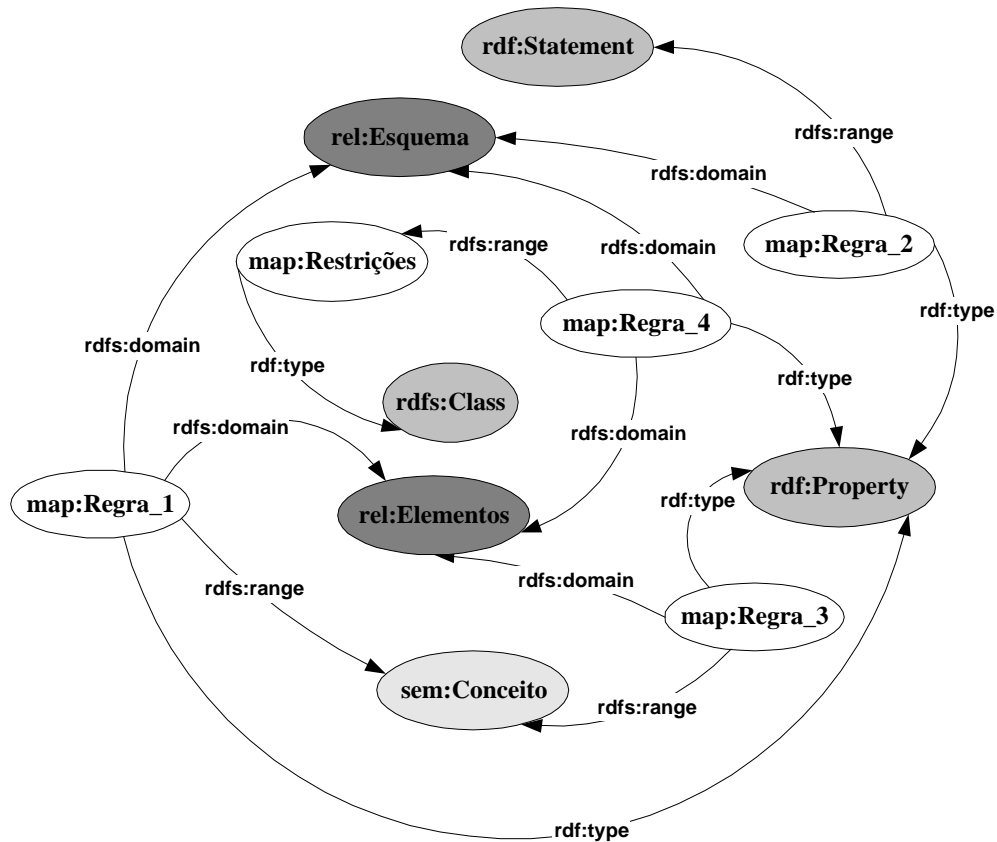 rdf:Statement
rdfs:range
rel:Esquema
rdfs:domain
map:Regra_2
rdfs:range
rdfs:domain
map:Restrições
rdf:type
map:Regra_4
rdfs:domain
rdf:type
rdf:type
rdfs:Class
rdfs:domain
rdfs:domain
rdf:Property
map:Regra_1
rdf:type
rel:Elementos
rdfs:domain
rdfs:range
map:Regra_3
sem:Conceito
rdfs:range
rdf:type